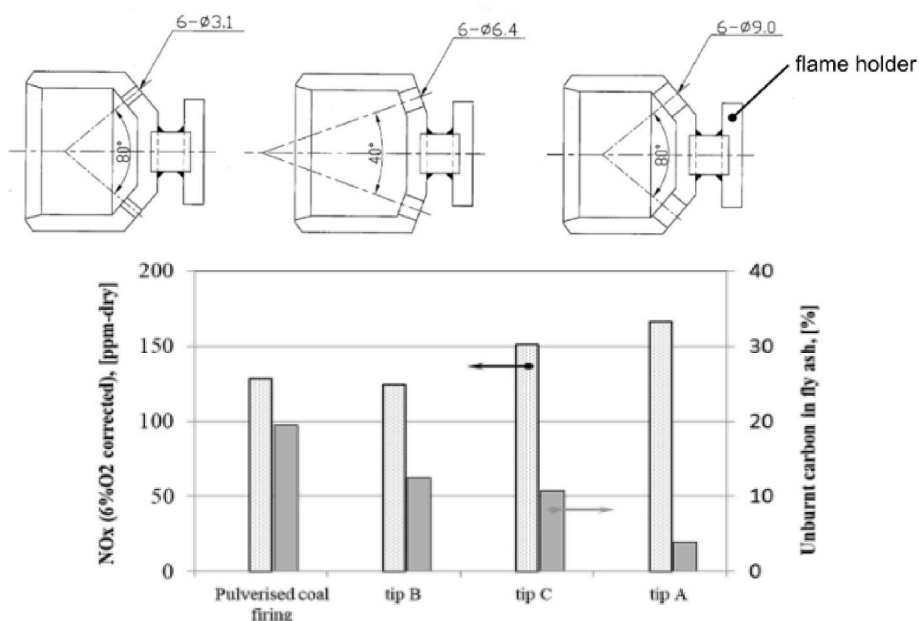 6-Ø3.1
6-Ø6.4
6-Ø9.0
flame holder
80°
40°
80°
200
150
100
50
0
NOx (6%O2 corrected), [ppm-dry]
40
30
20
10
0
Unburnt carbon in fly ash, [%]
Pulverised coal
firing
tip B
tip C
tip A